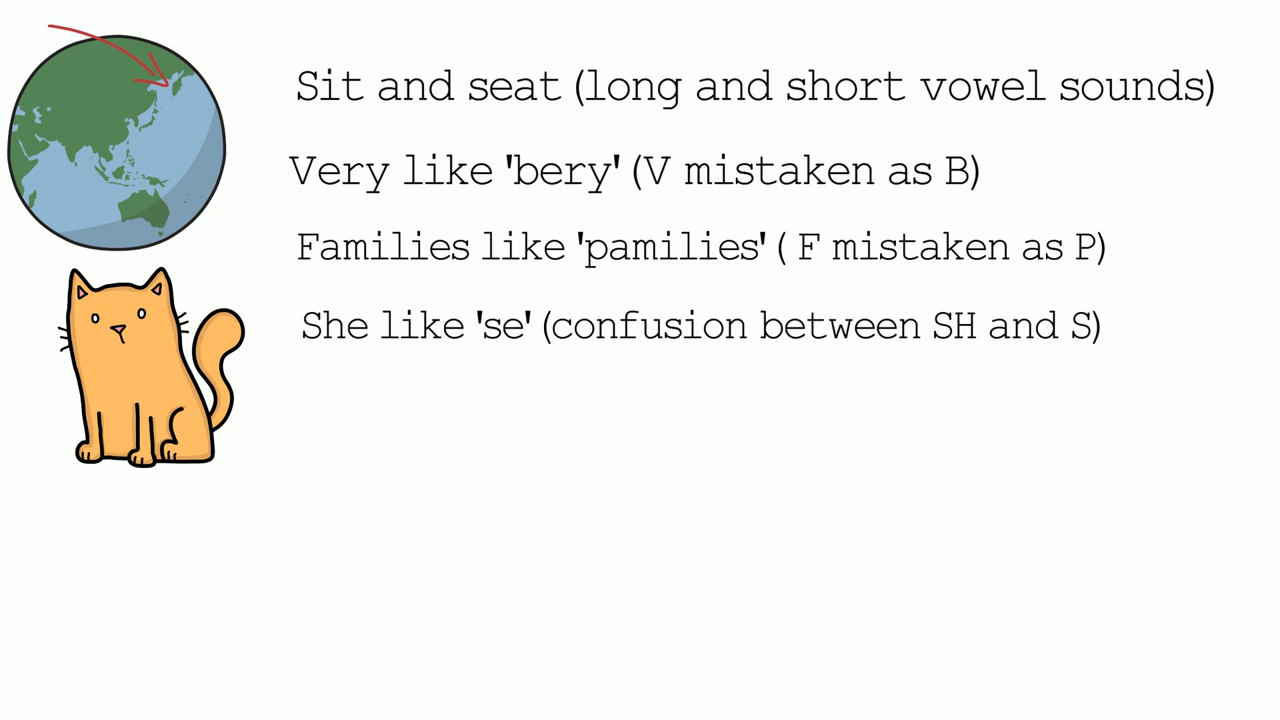 Sit and seat (long and short vowel sounds)
Very like 'bery' (V mistaken as B)
Families like 'pamilies' ( F mistaken as P)
She like 'se' (confusion between SH and S)